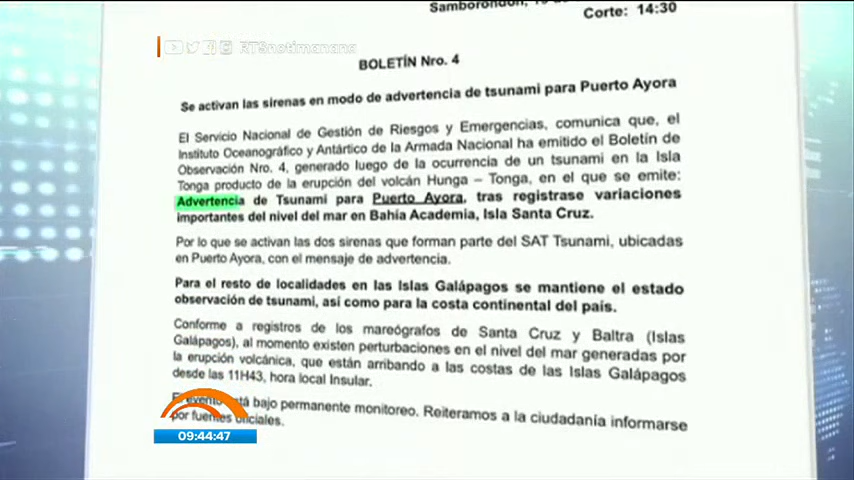 Samborondón,
Corte: 14:30
RTSnotimanana
BOLETÍN Nro. 4
Se activan las sirenas en modo de advertencia de tsunami para Puerto Ayora
El Servicio Nacional de Gestión de Riesgos y Emergencias, comunica que, el
Instituto Oceanográfico y Antártico de la Armada Nacional ha emitido el Boletín de
Observación Nro. 4, generado luego de la ocurrencia de un tsunami en la Isla
Tonga producto de la erupción del volcán Hunga – Tonga, en el que se emite:
Advertencia de Tsunami para Puerto Ayora, tras registrase variaciones
importantes del nivel del mar en Bahía Academia, Isla Santa Cruz.
Por lo que se activan las dos sirenas que forman parte del SAT Tsunami, ubicadas
en Puerto Ayora, con el mensaje de advertencia.
Para el resto de localidades en las Islas Galápagos se mantiene el estado
observación de tsunami, así como para la costa continental del país.
Conforme a registros de los mareógrafos de Santa Cruz y Baltra (Islas
Galápagos), al momento existen perturbaciones en el nivel del mar generadas por
la erupción volcánica, que están arribando a las costas de las Islas Galápagos
desde las 11H43, hora local Insular.
El evento está bajo permanente monitoreo. Reiteramos a la ciudadanía informarse
por fuentes oficiales.
09:44:47